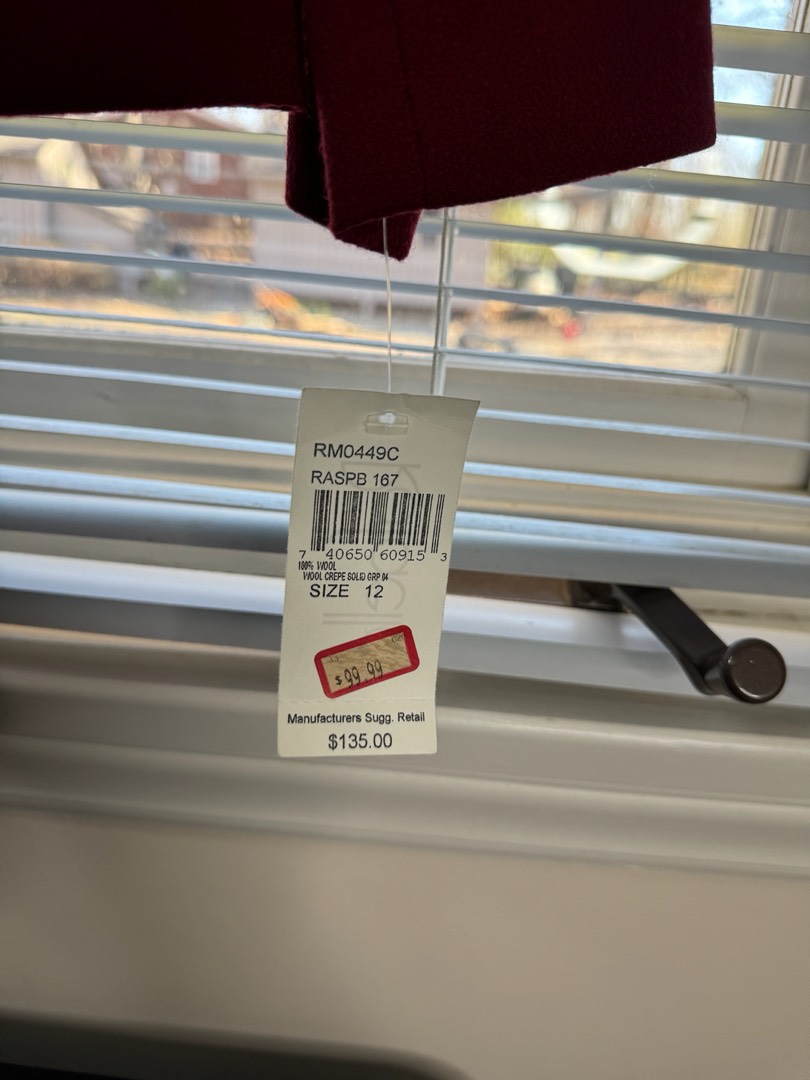 RM0449C
RASPB 167
7 40650 60915 3
100% WOOL
WOOL CREPE SOLID GRP 04
SIZE 12
$99.99
Manufacturers Sugg. Retail
$135.00